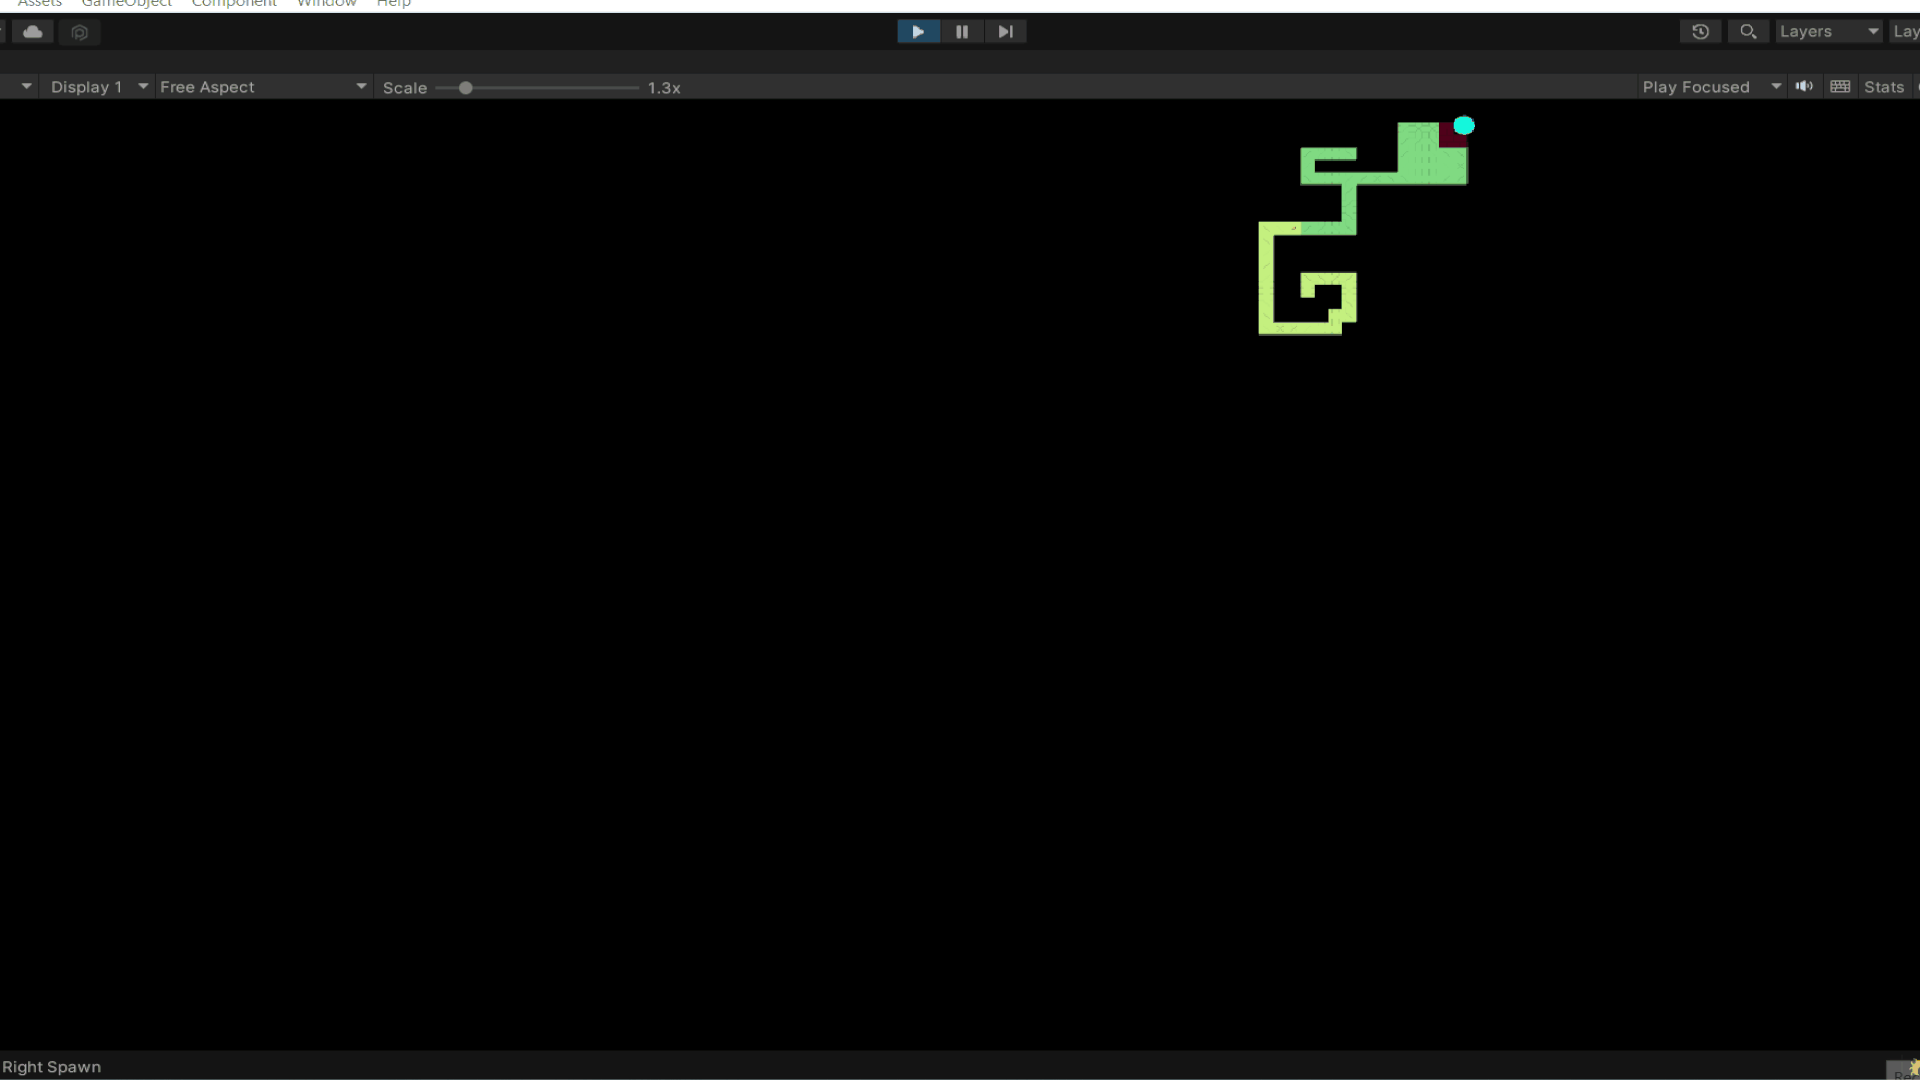 Assets GameObject Component Window Help
Layers Lay
Display 1 Free Aspect Scale 1.3x Play Focused Stats
Right Spawn